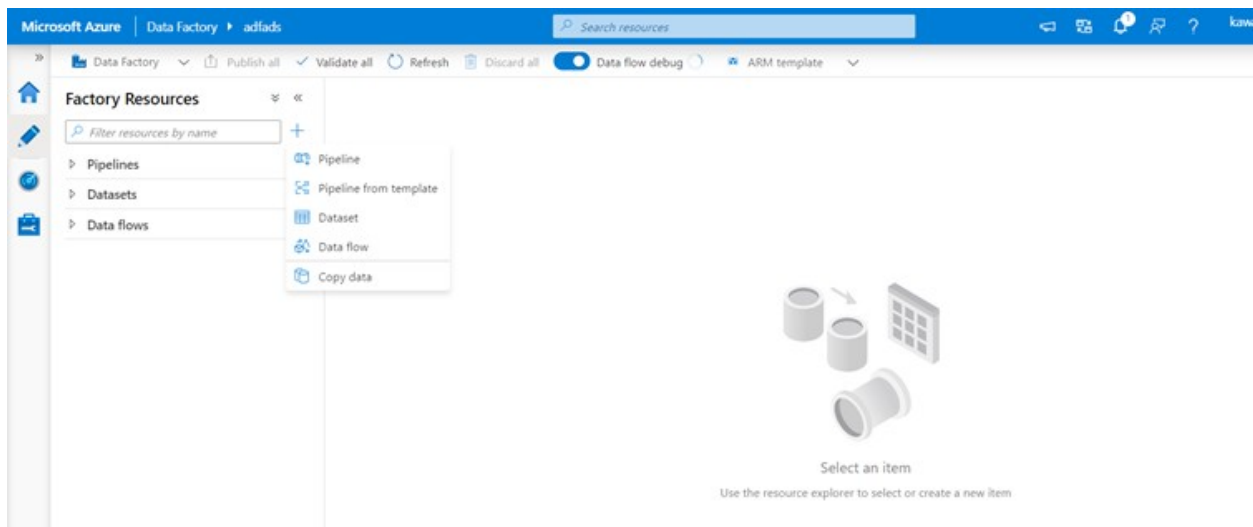 Microsoft Azure | Data Factory ▸ adfads
Search resources
1
?
» Data Factory Publish all Validate all Refresh Discard all Data flow debug ARM template
Factory Resources
Filter resources by name
Pipelines
Datasets
Data flows
Pipeline
Pipeline from template
Dataset
Data flow
Copy data
Select an item
Use the resource explorer to select or create a new item